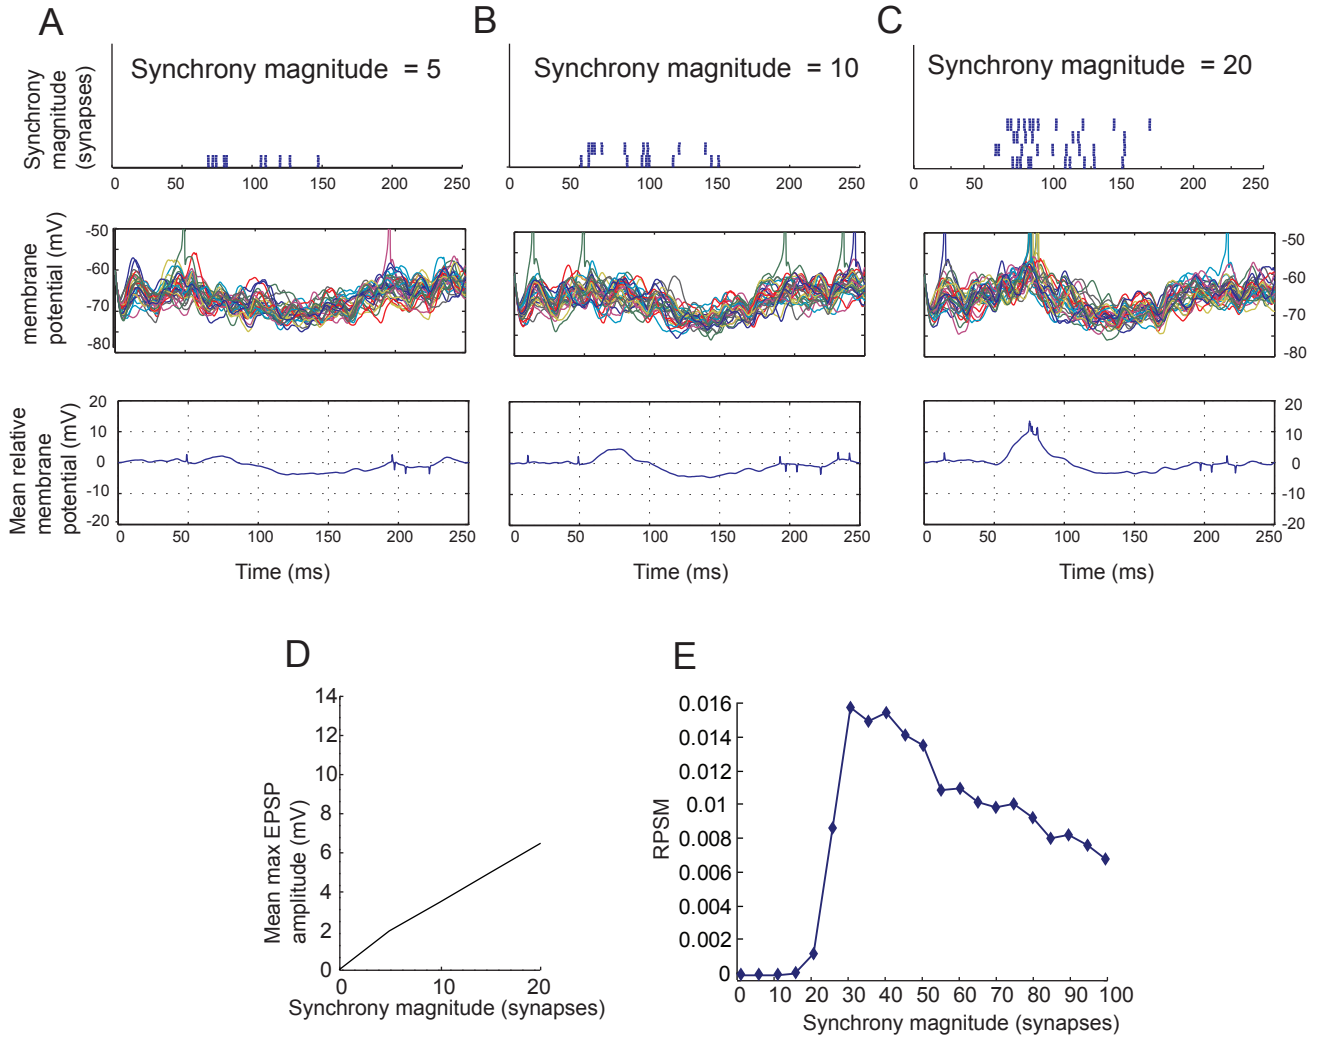 A
B
C
Synchrony magnitude = 5
Synchrony magnitude = 10
Synchrony magnitude = 20
Synchrony
magnitude
(synapses)
0 50 100 150 200 250
0 50 100 150 200 250
0 50 100 150 200 250
membrane
potential (mV)
-50
-60
-70
-80
-50
-60
-70
-80
Mean relative
membrane
potential (mV)
20
10
0
-10
-20
20
10
0
-10
-20
0 50 100 150 200 250
0 50 100 150 200 250
0 50 100 150 200 250
Time (ms)
Time (ms)
Time (ms)
D
Mean max EPSP
amplitude (mV)
14
12
10
8
6
4
2
0
0 10 20
Synchrony magnitude (synapses)
E
RPSM
0.016
0.014
0.012
0.01
0.008
0.006
0.004
0.002
0
0 10 20 30 40 50 60 70 80 90 100
Synchrony magnitude (synapses)